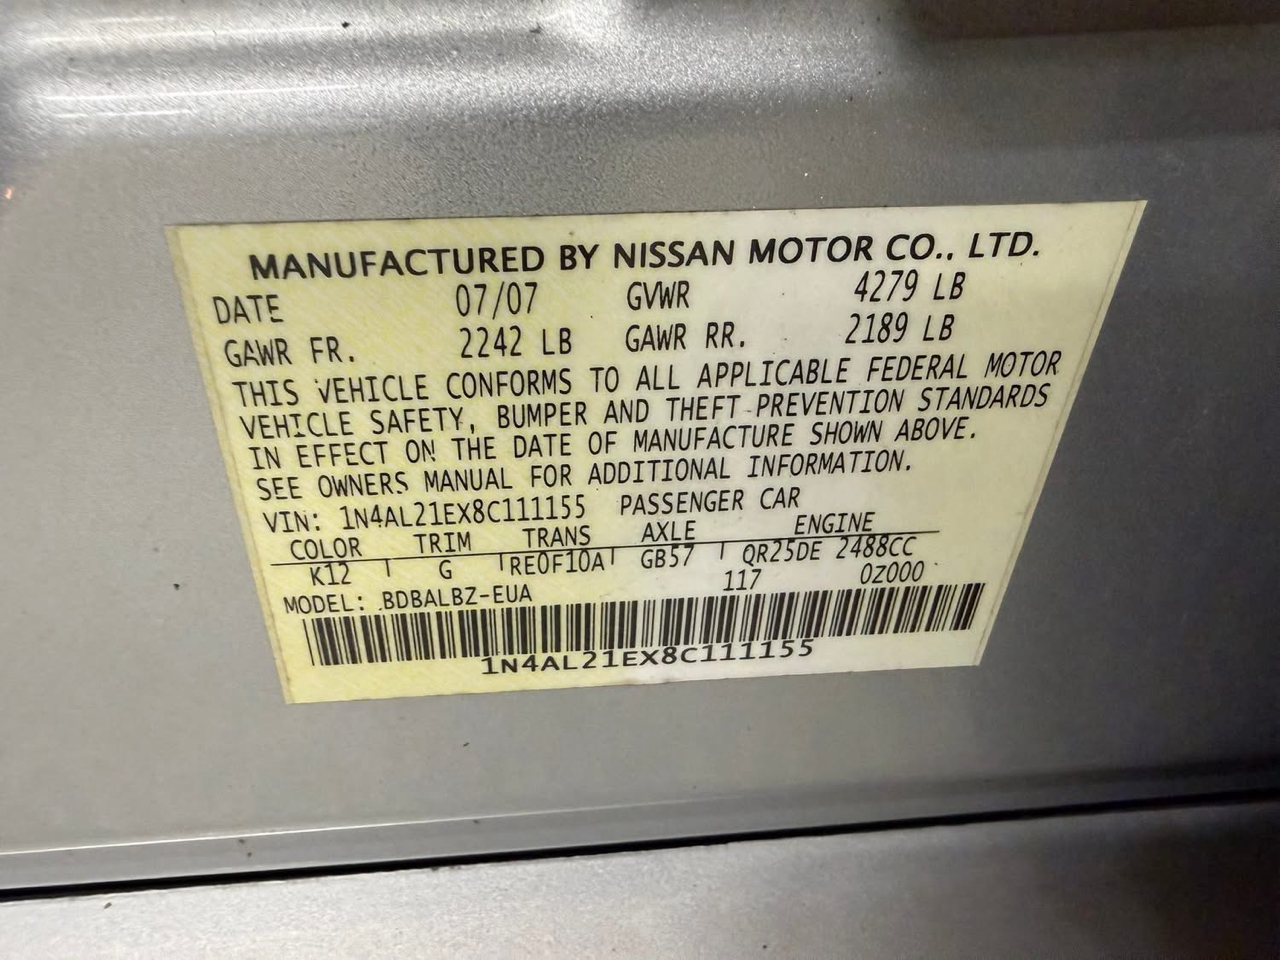 MANUFACTURED BY NISSAN MOTOR CO., LTD.
DATE 07/07 GVWR 4279 LB
GAWR FR. 2242 LB GAWR RR. 2189 LB
THIS VEHICLE CONFORMS TO ALL APPLICABLE FEDERAL MOTOR
VEHICLE SAFETY, BUMPER AND THEFT PREVENTION STANDARDS
IN EFFECT ON THE DATE OF MANUFACTURE SHOWN ABOVE.
SEE OWNERS MANUAL FOR ADDITIONAL INFORMATION.
VIN: 1N4AL21EX8C111155 PASSENGER CAR
COLOR TRIM TRANS AXLE ENGINE
K12 G RE0F10A GB57 QR25DE 2488CC
117 0Z000
MODEL: BDBALBZ-EUA
1N4AL21EX8C111155